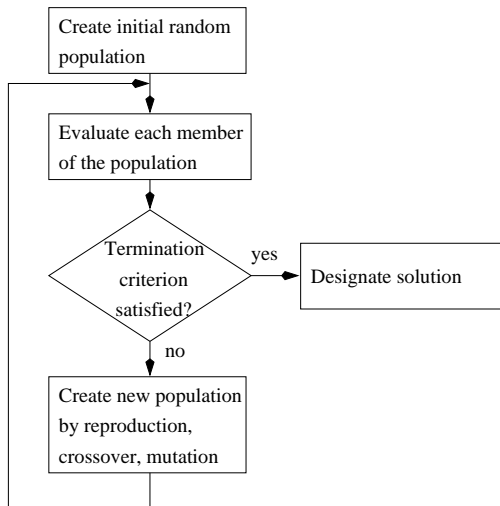 Create initial random
population
Evaluate each member
of the population
Termination
criterion
satisfied?
yes
Designate solution
no
Create new population
by reproduction,
crossover, mutation